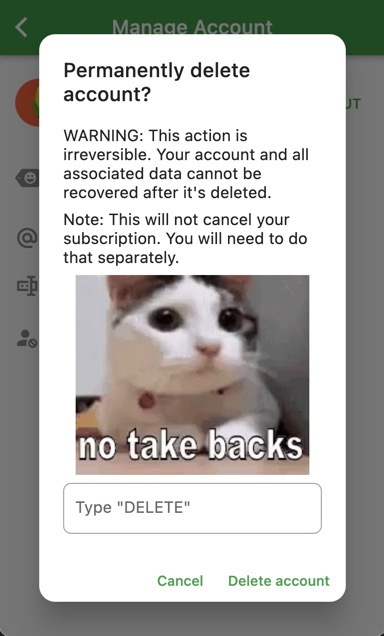 Manage Account
UT
Permanently delete
account?
WARNING: This action is
irreversible. Your account and all
associated data cannot be
recovered after it's deleted.
Note: This will not cancel your
subscription. You will need to do
that separately.
no take backs
Type "DELETE"
Cancel Delete account